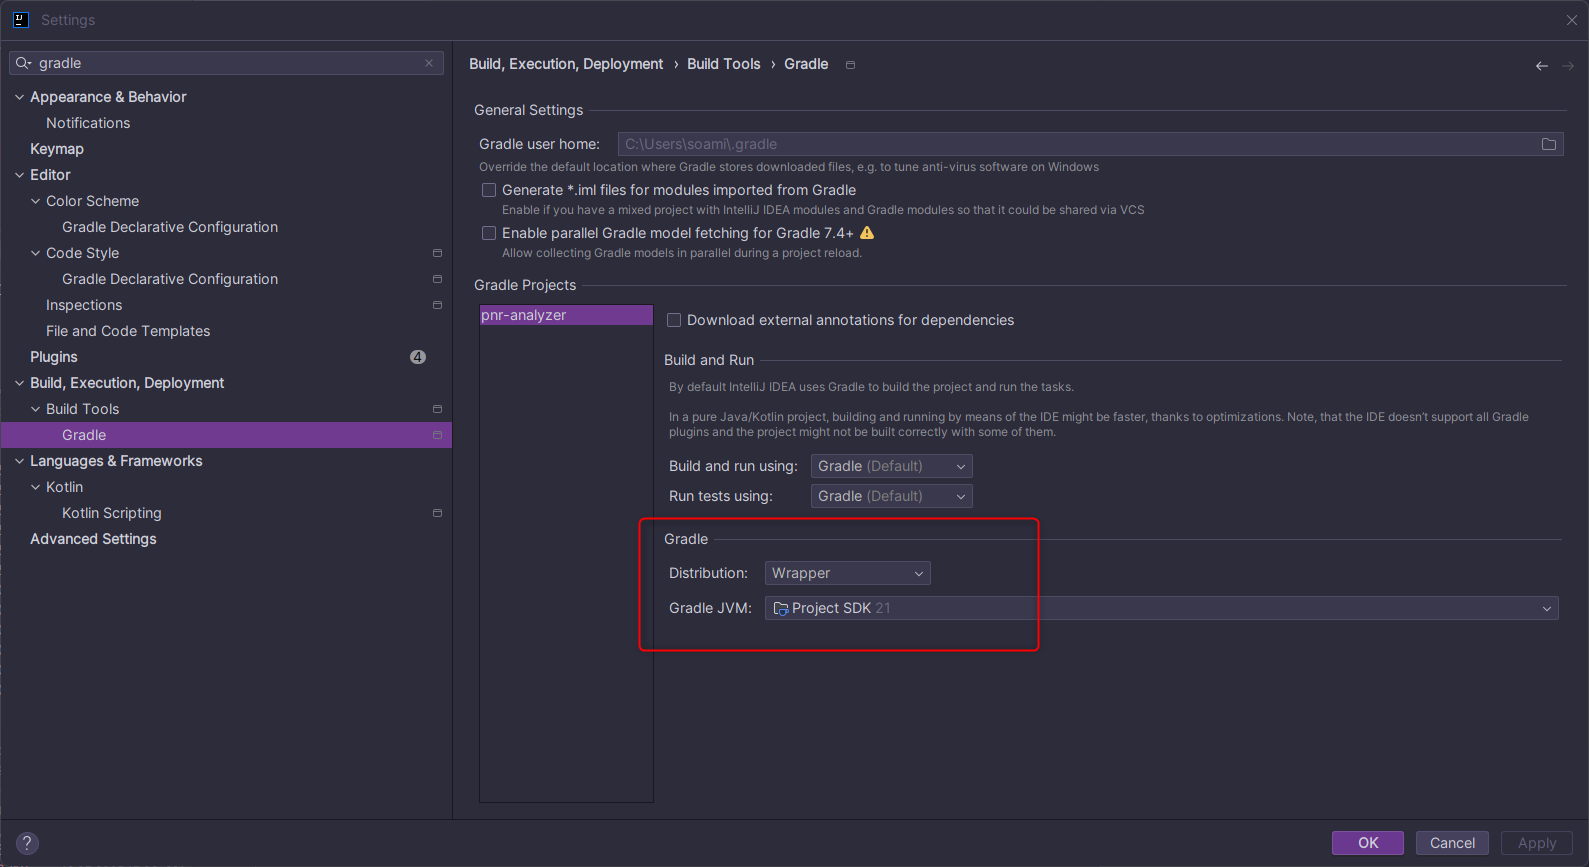 Settings
gradle
Appearance & Behavior
Notifications
Keymap
Editor
Color Scheme
Gradle Declarative Configuration
Code Style
Gradle Declarative Configuration
Inspections
File and Code Templates
Plugins
4
Build, Execution, Deployment
Build Tools
Gradle
Languages & Frameworks
Kotlin
Kotlin Scripting
Advanced Settings
?
Build, Execution, Deployment › Build Tools › Gradle
General Settings
Gradle user home: C:\Users\soami\.gradle
Override the default location where Gradle stores downloaded files, e.g. to tune anti-virus software on Windows
Generate *.iml files for modules imported from Gradle
Enable if you have a mixed project with IntelliJ IDEA modules and Gradle modules so that it could be shared via VCS
Enable parallel Gradle model fetching for Gradle 7.4+
Allow collecting Gradle models in parallel during a project reload.
Gradle Projects
pnr-analyzer
Download external annotations for dependencies
Build and Run
By default IntelliJ IDEA uses Gradle to build the project and run the tasks.
In a pure Java/Kotlin project, building and running by means of the IDE might be faster, thanks to optimizations. Note, that the IDE doesn't support all Gradle
plugins and the project might not be built correctly with some of them.
Build and run using: Gradle (Default)
Run tests using: Gradle (Default)
Gradle
Distribution: Wrapper
Gradle JVM: Project SDK 21
OK Cancel Apply